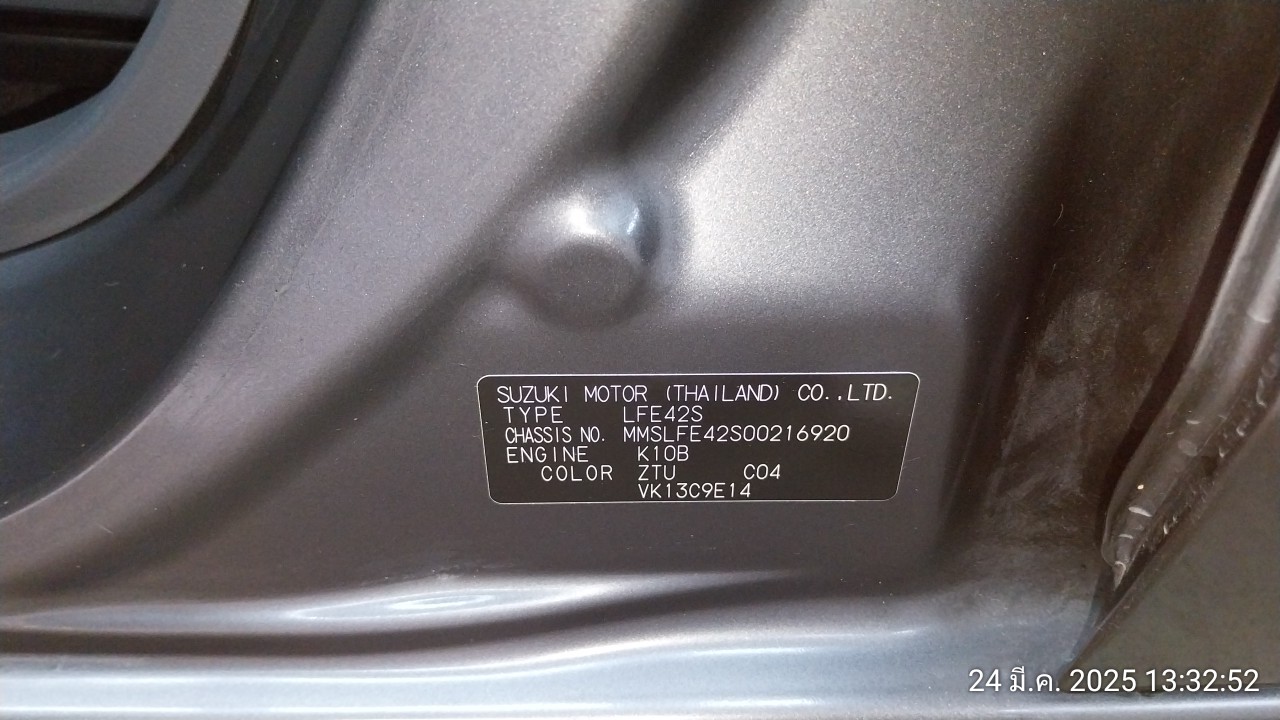 SUZUKI MOTOR (THAILAND) CO.,LTD.
TYPE LFE42S
CHASSIS NO. MMSLFE42S00216920
ENGINE K10B
COLOR ZTU C04
VK13C9E14
24 มี.ค. 2025 13:32:52